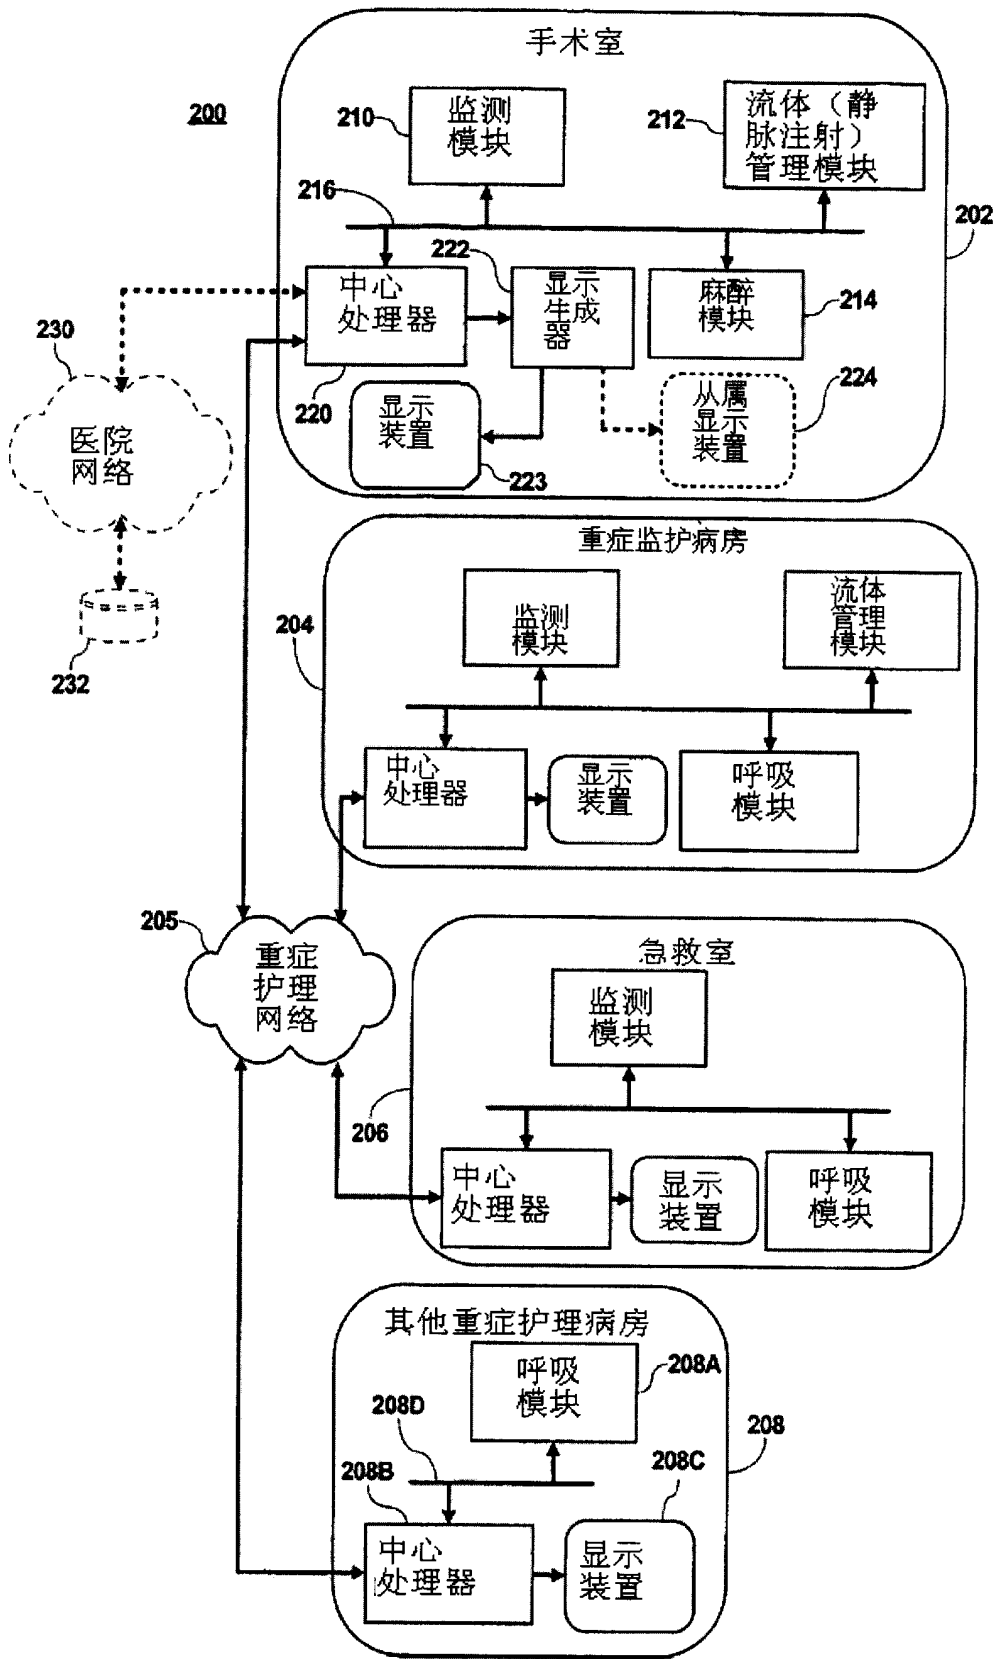 手术室
200
210
监测
模块
212
流体（静
脉注射）
管理模块
216
202
222
中心
处理器
显示
生成
器
麻醉
模块
214
230
220
显示
装置
从属
显示
装置
224
医院
网络
223
重症监护病房
232
204
监测
模块
流体
管理
模块
中心
处理器
显示
装置
呼吸
模块
205
重症
护理
网络
急救室
监测
模块
206
中心
处理器
显示
装置
呼吸
模块
其他重症护理病房
呼吸
模块
208A
208D
208
208B
208C
中心
处理器
显示
装置